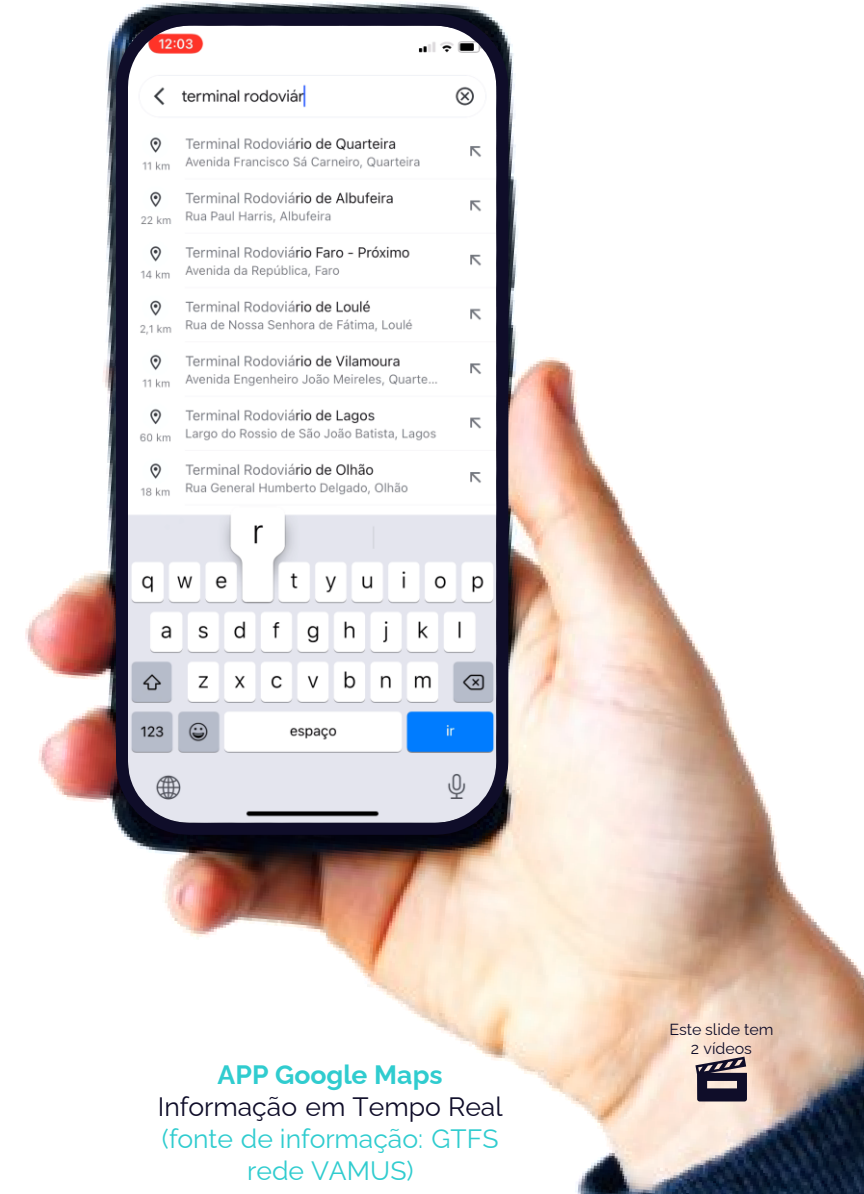 12:03
terminal rodoviár
Terminal Rodoviário de Quarteira
11 km
Avenida Francisco Sá Carneiro, Quarteira
Terminal Rodoviário de Albufeira
22 km
Rua Paul Harris, Albufeira
Terminal Rodoviário Faro - Próximo
14 km
Avenida da República, Faro
Terminal Rodoviário de Loulé
2,1 km
Rua de Nossa Senhora de Fátima, Loulé
Terminal Rodoviário de Vilamoura
11 km
Avenida Engenheiro João Meireles, Quarte...
Terminal Rodoviário de Lagos
60 km
Largo do Rossio de São João Batista, Lagos
Terminal Rodoviário de Olhão
18 km
Rua General Humberto Delgado, Olhão
r
q w e t y u i o p
a s d f g h j k l
z x c v b n m
123 espaço ir
Este slide tem
2 vídeos
APP Google Maps
Informação em Tempo Real
(fonte de informação: GTFS
rede VAMUS)